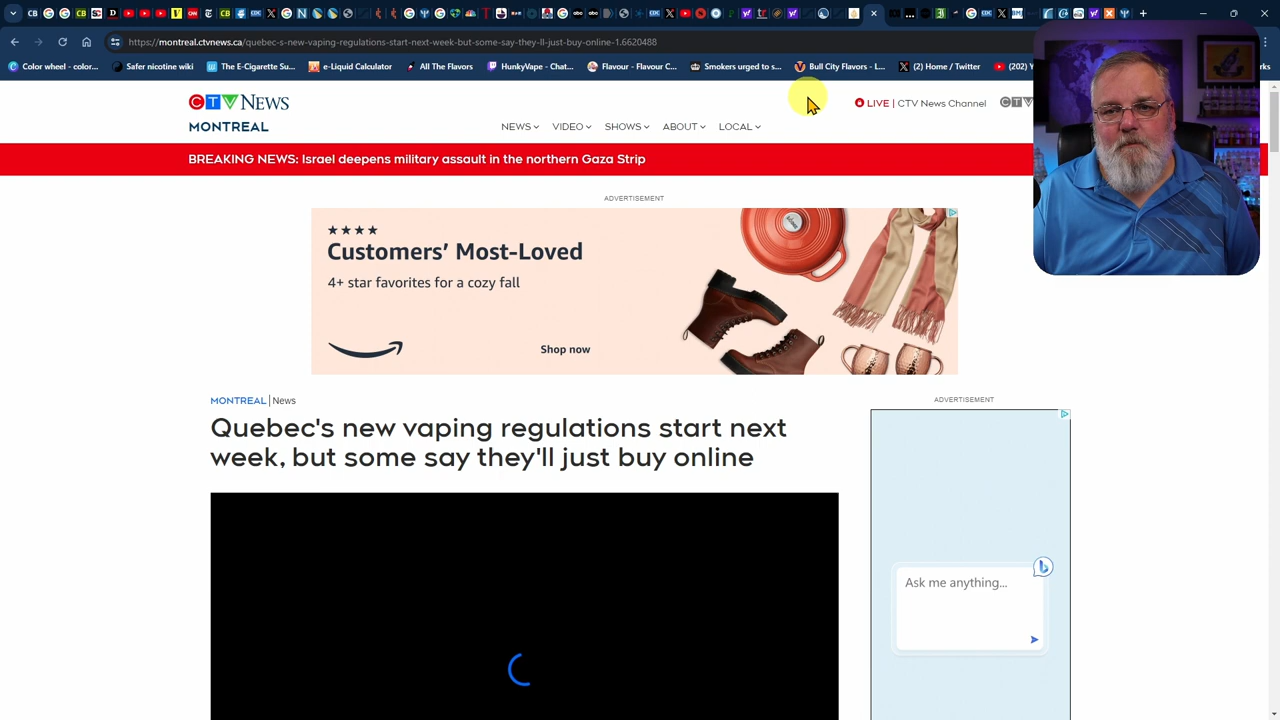 https://montreal.ctvnews.ca/quebec-s-new-vaping-regulations-start-next-week-but-some-say-they-ll-just-buy-online-1.6620488
Color wheel - color...
Safer nicotine wiki
The E-Cigarette Su...
e-Liquid Calculator
All The Flavors
HunkyVape - Chat...
Flavour – Flavour C...
Smokers urged to s...
Bull City Flavors - L...
(2) Home / Twitter
(202) Y
CTV News
MONTREAL
LIVE | CTV News Channel
CTV
NEWS
VIDEO
SHOWS
ABOUT
LOCAL
BREAKING NEWS: Israel deepens military assault in the northern Gaza Strip
ADVERTISEMENT
Customers' Most-Loved
4+ star favorites for a cozy fall
Shop now
MONTREAL | News
ADVERTISEMENT
Quebec's new vaping regulations start next
week, but some say they'll just buy online
Ask me anything...